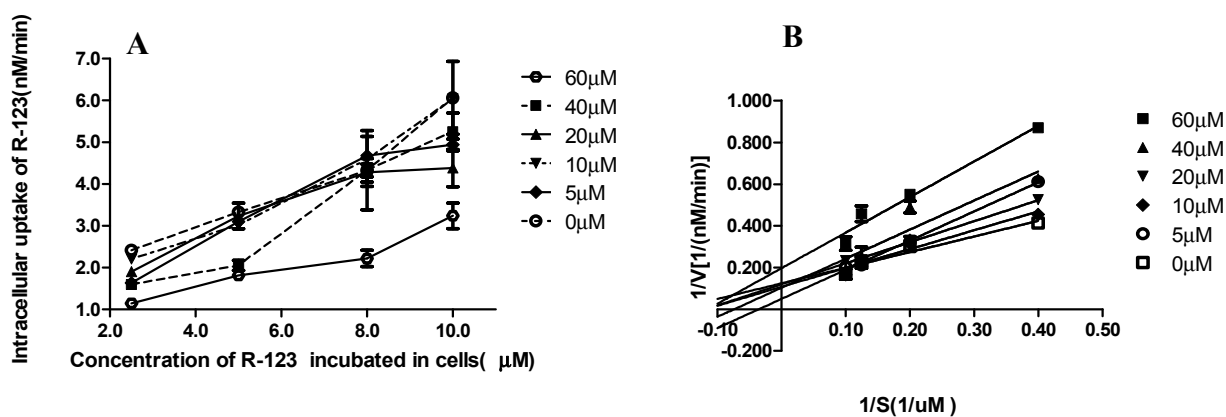 A
Intracellular uptake of R-123(nM/min)
7.0
6.0
5.0
4.0
3.0
2.0
1.0
2.0 4.0 6.0 8.0 10.0
Concentration of R-123 incubated in cells( μM)
60μM
40μM
20μM
10μM
5μM
0μM
B
1/V[1/(nM/min)]
1.000
0.800
0.600
0.400
0.200
-0.200
-0.10 0.10 0.20 0.30 0.40 0.50
1/S(1/uM )
60μM
40μM
20μM
10μM
5μM
0μM